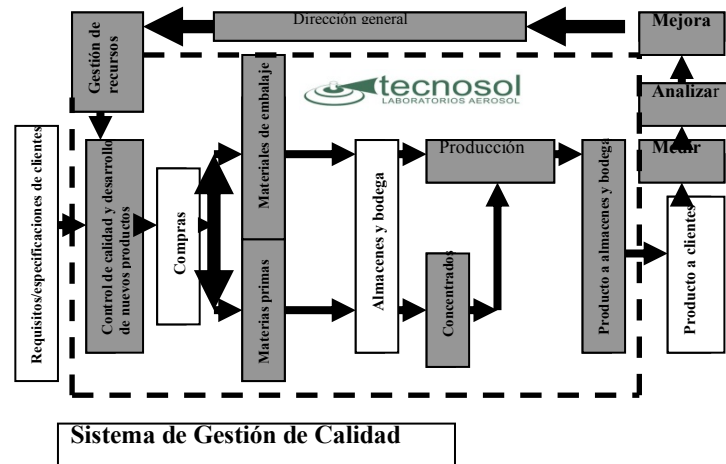 Dirección general
Mejora
Gestión de
recursos
tecnosol
LABORATORIOS AEROSOL
Analizar
Medir
Requisitos/especificaciones de clientes
Control de calidad y desarrollo
de nuevos productos
Compras
Materiales de embalaje
Materias primas
Almacenes y bodega
Producción
Concentrados
Producto a almacenes y bodega
Producto a clientes
Sistema de Gestión de Calidad